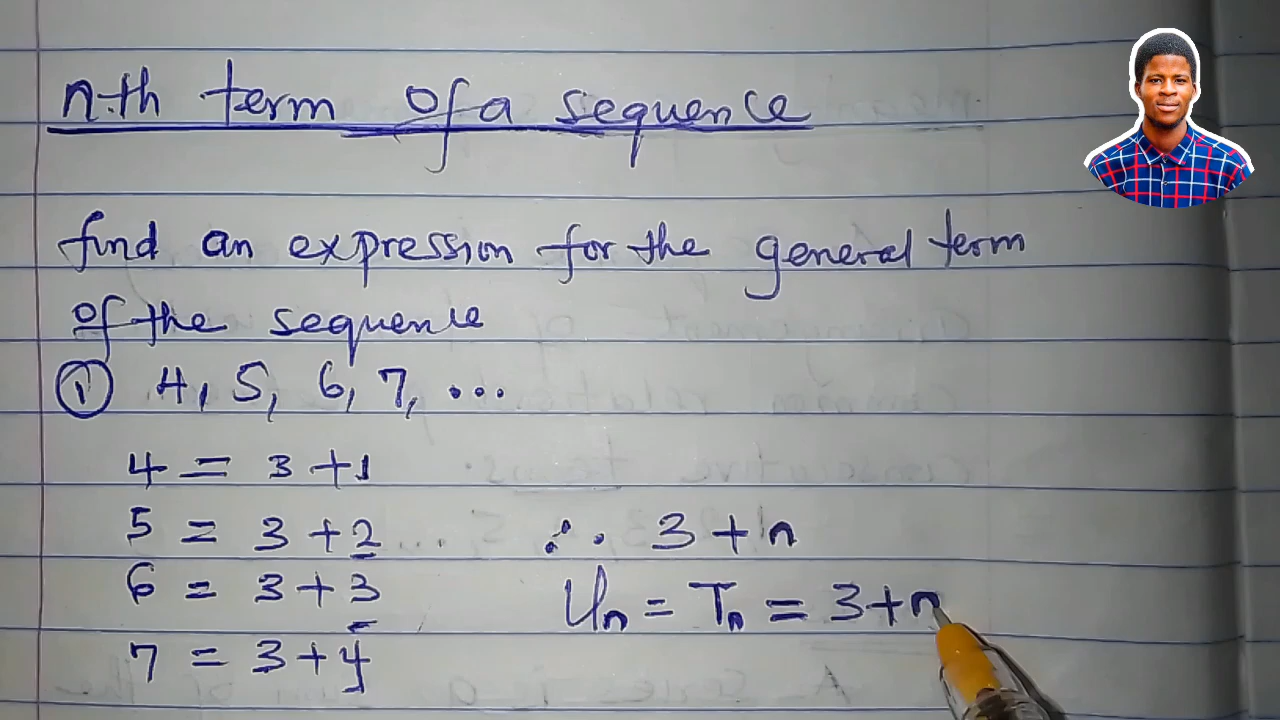 n.th term of a sequence
find an expression for the general term
of the sequence
① 4, 5, 6, 7, ...
4 = 3 + 1
5 = 3 + 2 ∴ 3 + n
6 = 3 + 3 Un = Tn = 3 + n
7 = 3 + 4